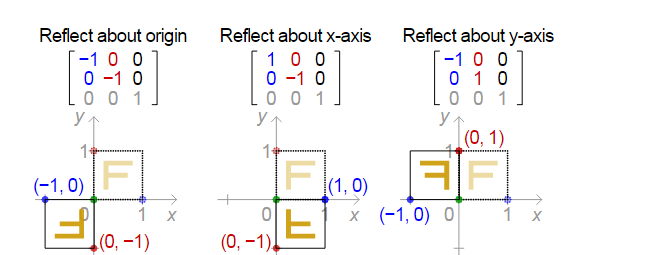 Reflect about origin Reflect about x-axis Reflect about y-axis
−1 0 0 1 0 0 −1 0 0
0 −1 0 0 −1 0 0 1 0
0 0 1 0 0 1 0 0 1
y y y
1 1 1 (0, 1)
F F F F
(−1, 0) (1, 0)
0 1 x 0 1 x (−1, 0) 0 1 x
F F
(0, −1) (0, −1)